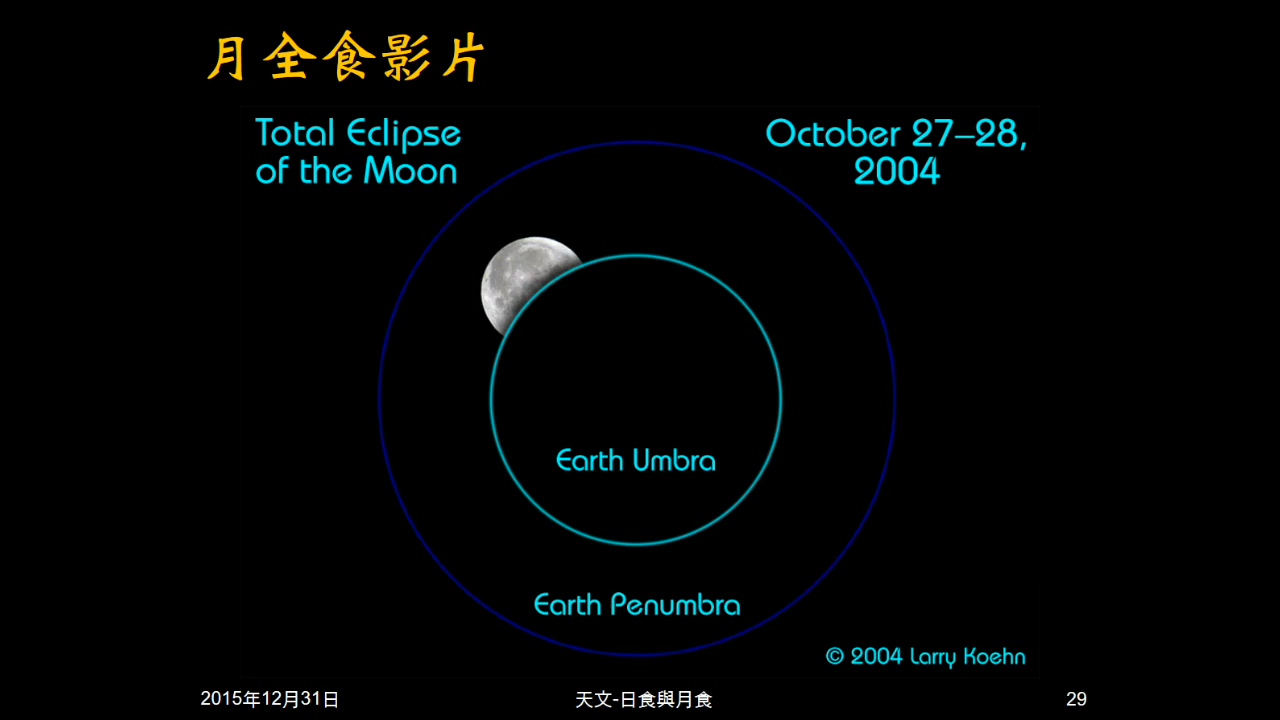 月全食影片
Total Eclipse
of the Moon
October 27–28,
2004
Earth Umbra
Earth Penumbra
© 2004 Larry Koehn
2015年12月31日
天文-日食與月食
29